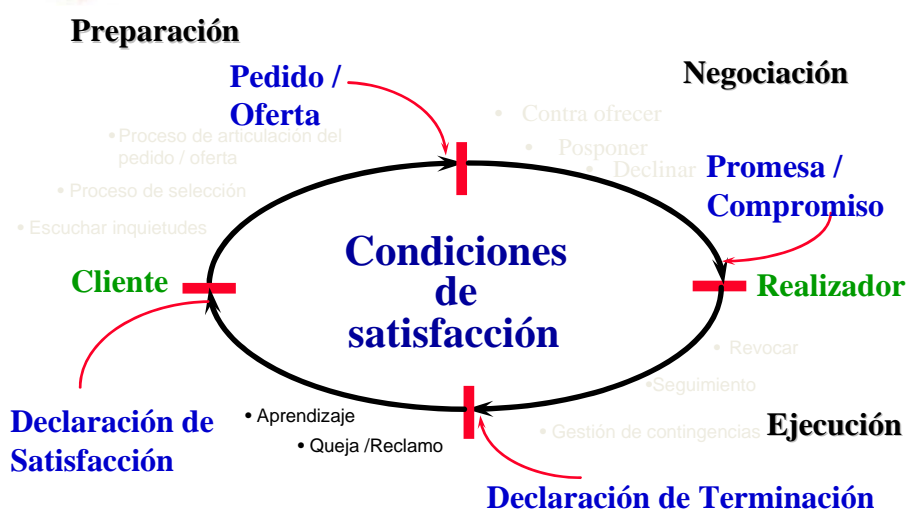 Preparación
Pedido /
Oferta
Negociación
• Contra ofrecer
• Posponer
• Declinar
•Proceso de articulación del
pedido / oferta
• Proceso de selección
• Escuchar inquietudes
Promesa /
Compromiso
Condiciones
de
satisfacción
Cliente
Realizador
• Revocar
•Seguimiento
• Gestión de contingencias
Ejecución
Declaración de
Satisfacción
• Aprendizaje
• Queja /Reclamo
Declaración de Terminación